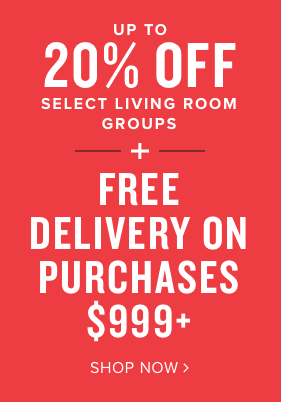 UP TO
20% OFF
SELECT LIVING ROOM
GROUPS
+
FREE
DELIVERY ON
PURCHASES
$999+
SHOP NOW >